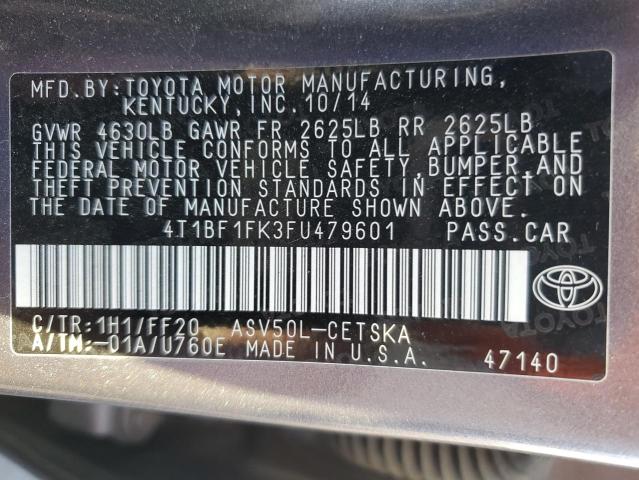 MFD. BY: TOYOTA MOTOR MANUFACTURING,
KENTUCKY, INC. 10/14
GVWR 4630LB GAWR FR 2625LB RR 2625LB
THIS VEHICLE CONFORMS TO ALL APPLICABLE
FEDERAL MOTOR VEHICLE SAFETY, BUMPER, AND
THEFT PREVENTION STANDARDS IN EFFECT ON
THE DATE OF MANUFACTURE SHOWN ABOVE.
4T1BF1FK3FU479601 PASS. CAR
TOYOTA
C/TR: 1H1/FF20 ASV50L-CETSKA
A/TM: -01A/U760E MADE IN U.S.A. 47140